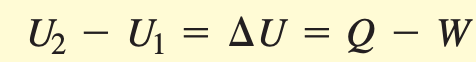 U₂ − U₁ = ΔU = Q − W